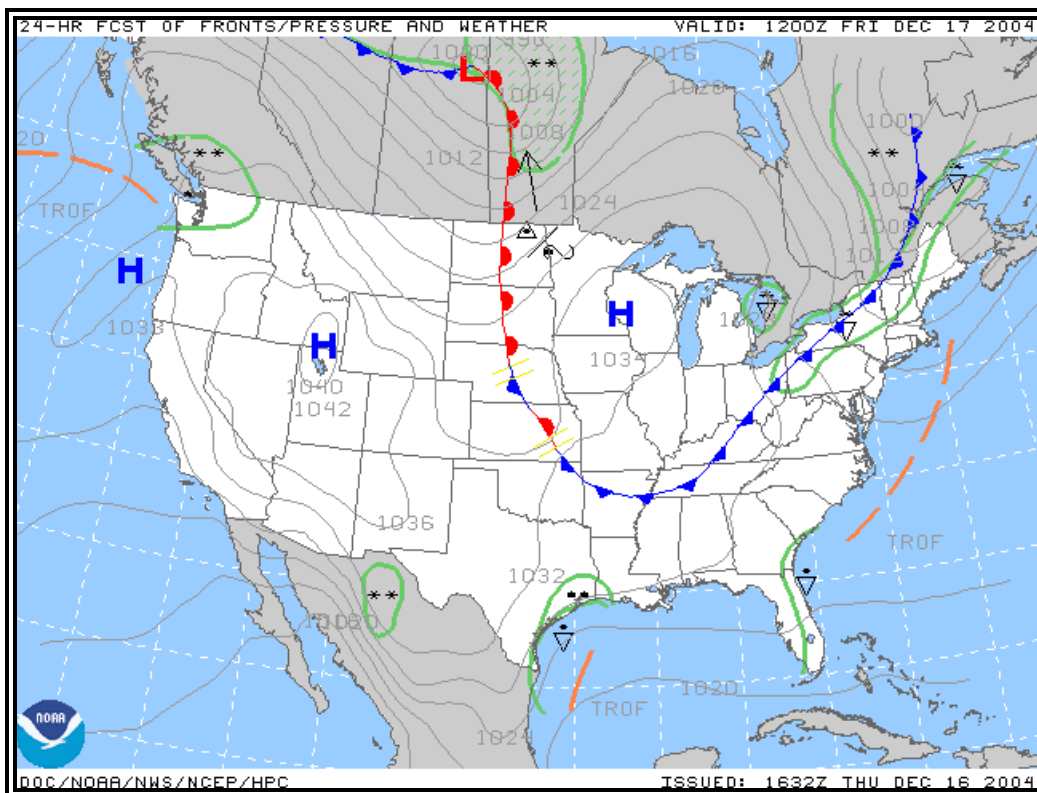 24-HR FCST OF FRONTS/PRESSURE AND WEATHER VALID: 1200Z FRI DEC 17 2004
1016
1020
1004
1008
1000
1012
20
1024
TROF
H
L
H
H
1034
1040
1042
1036
1032
TROF
1020
TROF
1024
NOAA
DOC/NOAA/NWS/NCEP/HPC ISSUED: 1632Z THU DEC 16 2004